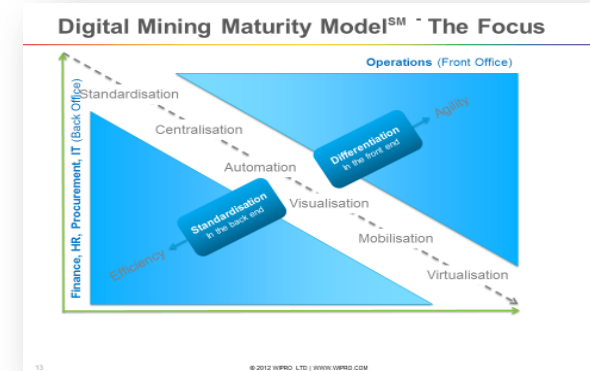 Digital Mining Maturity Model℠ - The Focus
Operations (Front Office)
Finance, HR, Procurement, IT (Back Office)
Standardisation
Centralisation
Automation
Visualisation
Mobilisation
Virtualisation
Differentiation
In the front end
Agility
Standardisation
In the back end
Efficiency
13
© 2012 WIPRO LTD | WWW.WIPRO.COM